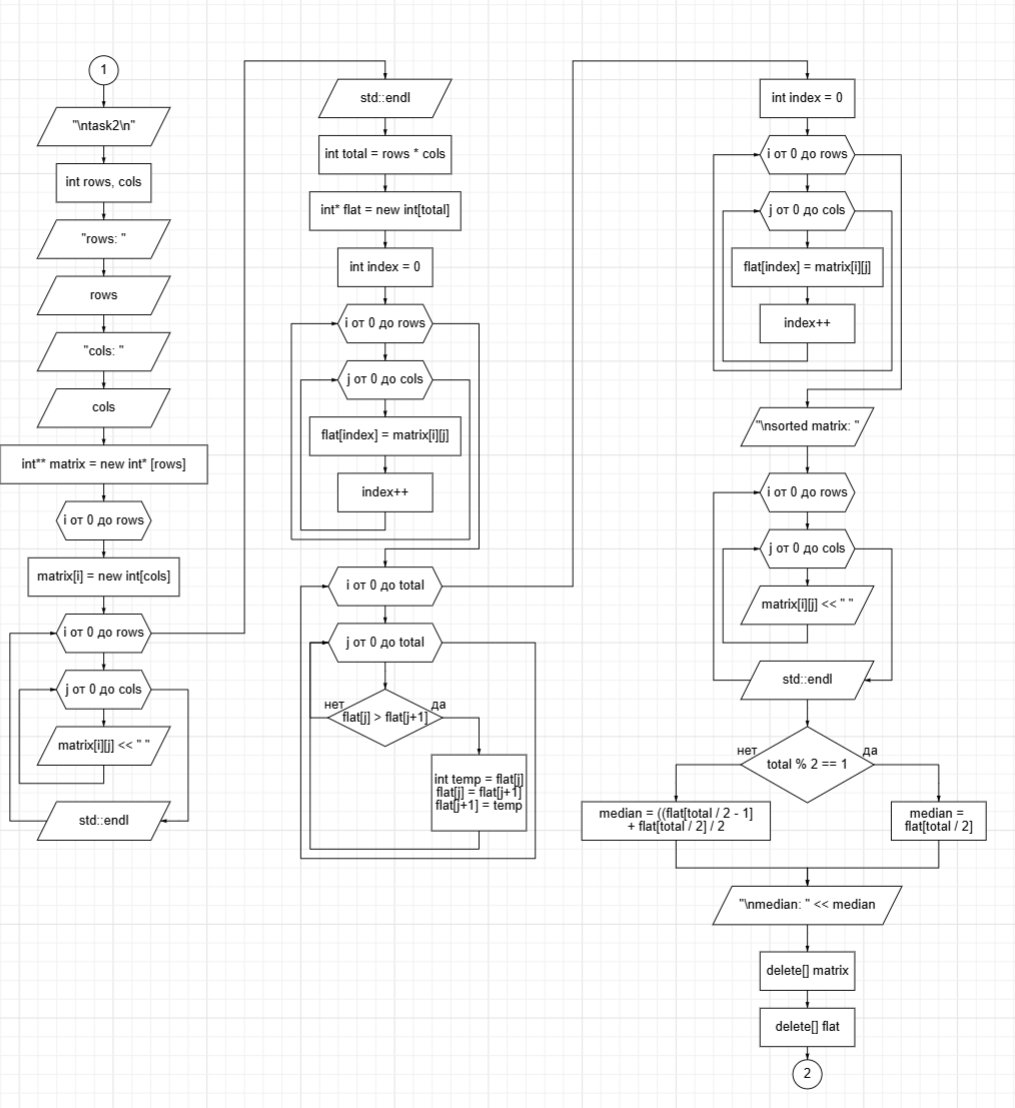 1
"\ntask2\n"
int rows, cols
"rows: "
rows
"cols: "
cols
int** matrix = new int* [rows]
i от 0 до rows
matrix[i] = new int[cols]
i от 0 до rows
j от 0 до cols
matrix[i][j] << " "
std::endl
std::endl
int total = rows * cols
int* flat = new int[total]
int index = 0
i от 0 до rows
j от 0 до cols
flat[index] = matrix[i][j]
index++
i от 0 до total
j от 0 до total
нет
да
flat[j] > flat[j+1]
int temp = flat[j]
flat[j] = flat[j+1]
flat[j+1] = temp
int index = 0
i от 0 до rows
j от 0 до cols
flat[index] = matrix[i][j]
index++
"\nsorted matrix: "
i от 0 до rows
j от 0 до cols
matrix[i][j] << " "
std::endl
нет
да
total % 2 == 1
median = ((flat[total / 2 - 1]
+ flat[total / 2] / 2
median =
flat[total / 2]
"\nmedian: " << median
delete[] matrix
delete[] flat
2